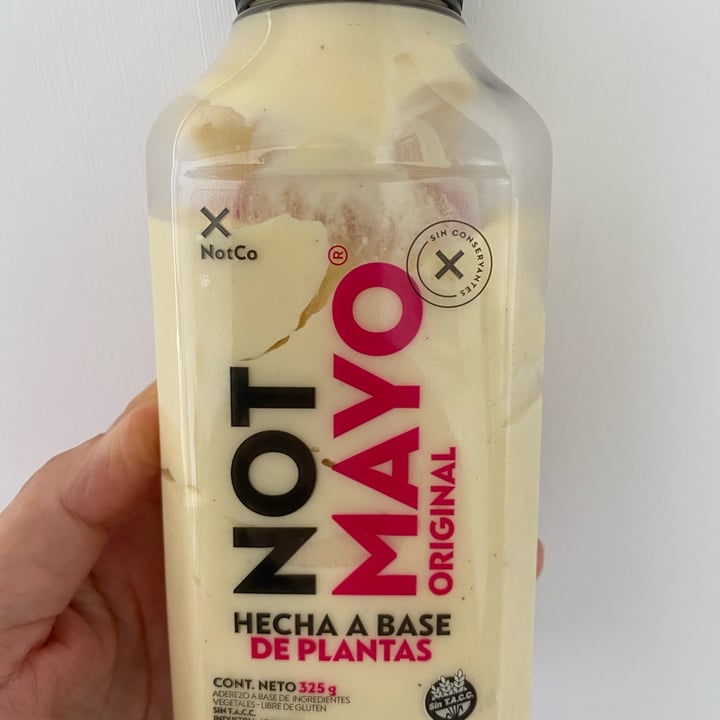 NotCo
SIN CONSERVANTES
NOT
MAYO®
ORIGINAL
HECHA A BASE
DE PLANTAS
CONT. NETO 325 g
ADEREZO A BASE DE INGREDIENTES
VEGETALES - LIBRE DE GLUTEN
SIN T.A.C.C.
Sin T.A.C.C.